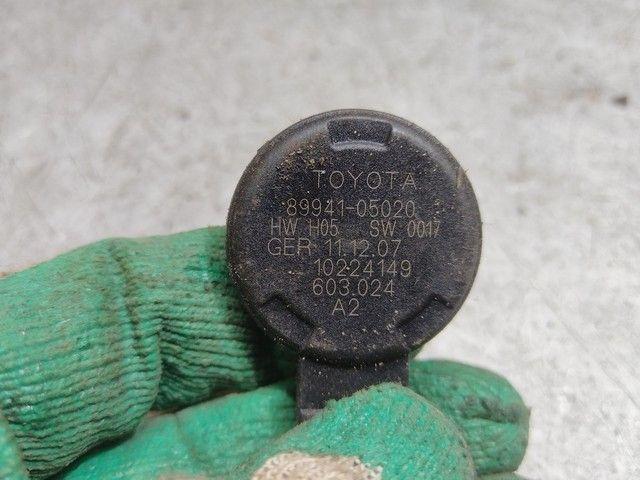 TOYOTA
89941-05020
HW H05 SW 0017
GER 11.12.07
10224149
603.024
A2